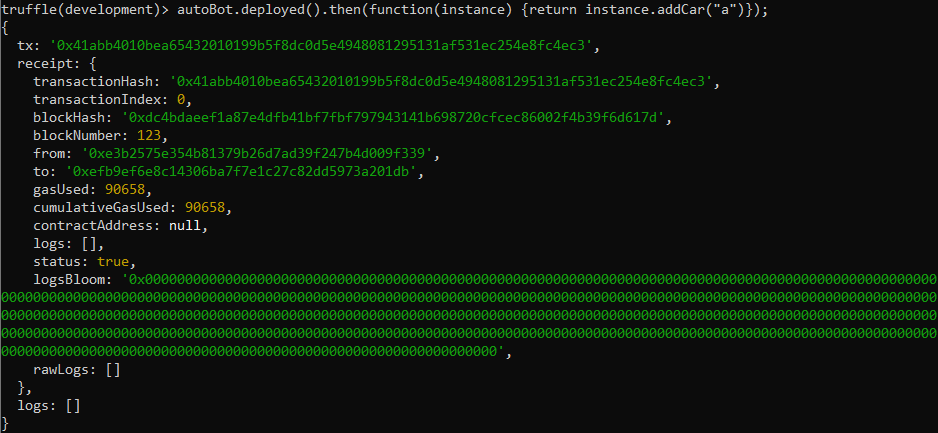 truffle(development)> autoBot.deployed().then(function(instance) {return instance.addCar("a")});
{
  tx: '0x41abb4010bea65432010199b5f8dc0d5e4948081295131af531ec254e8fc4ec3',
  receipt: {
    transactionHash: '0x41abb4010bea65432010199b5f8dc0d5e4948081295131af531ec254e8fc4ec3',
    transactionIndex: 0,
    blockHash: '0xdc4bdaeef1a87e4dfb41bf7fbf797943141b698720cfcec86002f4b39f6d617d',
    blockNumber: 123,
    from: '0xe3b2575e354b81379b26d7ad39f247b4d009f339',
    to: '0xefb9ef6e8c14306ba7f7e1c27c82dd5973a201db',
    gasUsed: 90658,
    cumulativeGasUsed: 90658,
    contractAddress: null,
    logs: [],
    status: true,
    logsBloom: '0x000000000000000000000000000000000000000000000000000000000000000000000000000000000000000000000000000
000000000000000000000000000000000000000000000000000000000000000000000000000000000000000000000000000000000000000000000
000000000000000000000000000000000000000000000000000000000000000000000000000000000000000000000000000000000000000000000
000000000000000000000000000000000000000000000000000000000000000000000000000000000000000000000000000000000000000000000
00000000000000000000000000000000000000000000000000000000000000',
    rawLogs: []
  },
  logs: []
}